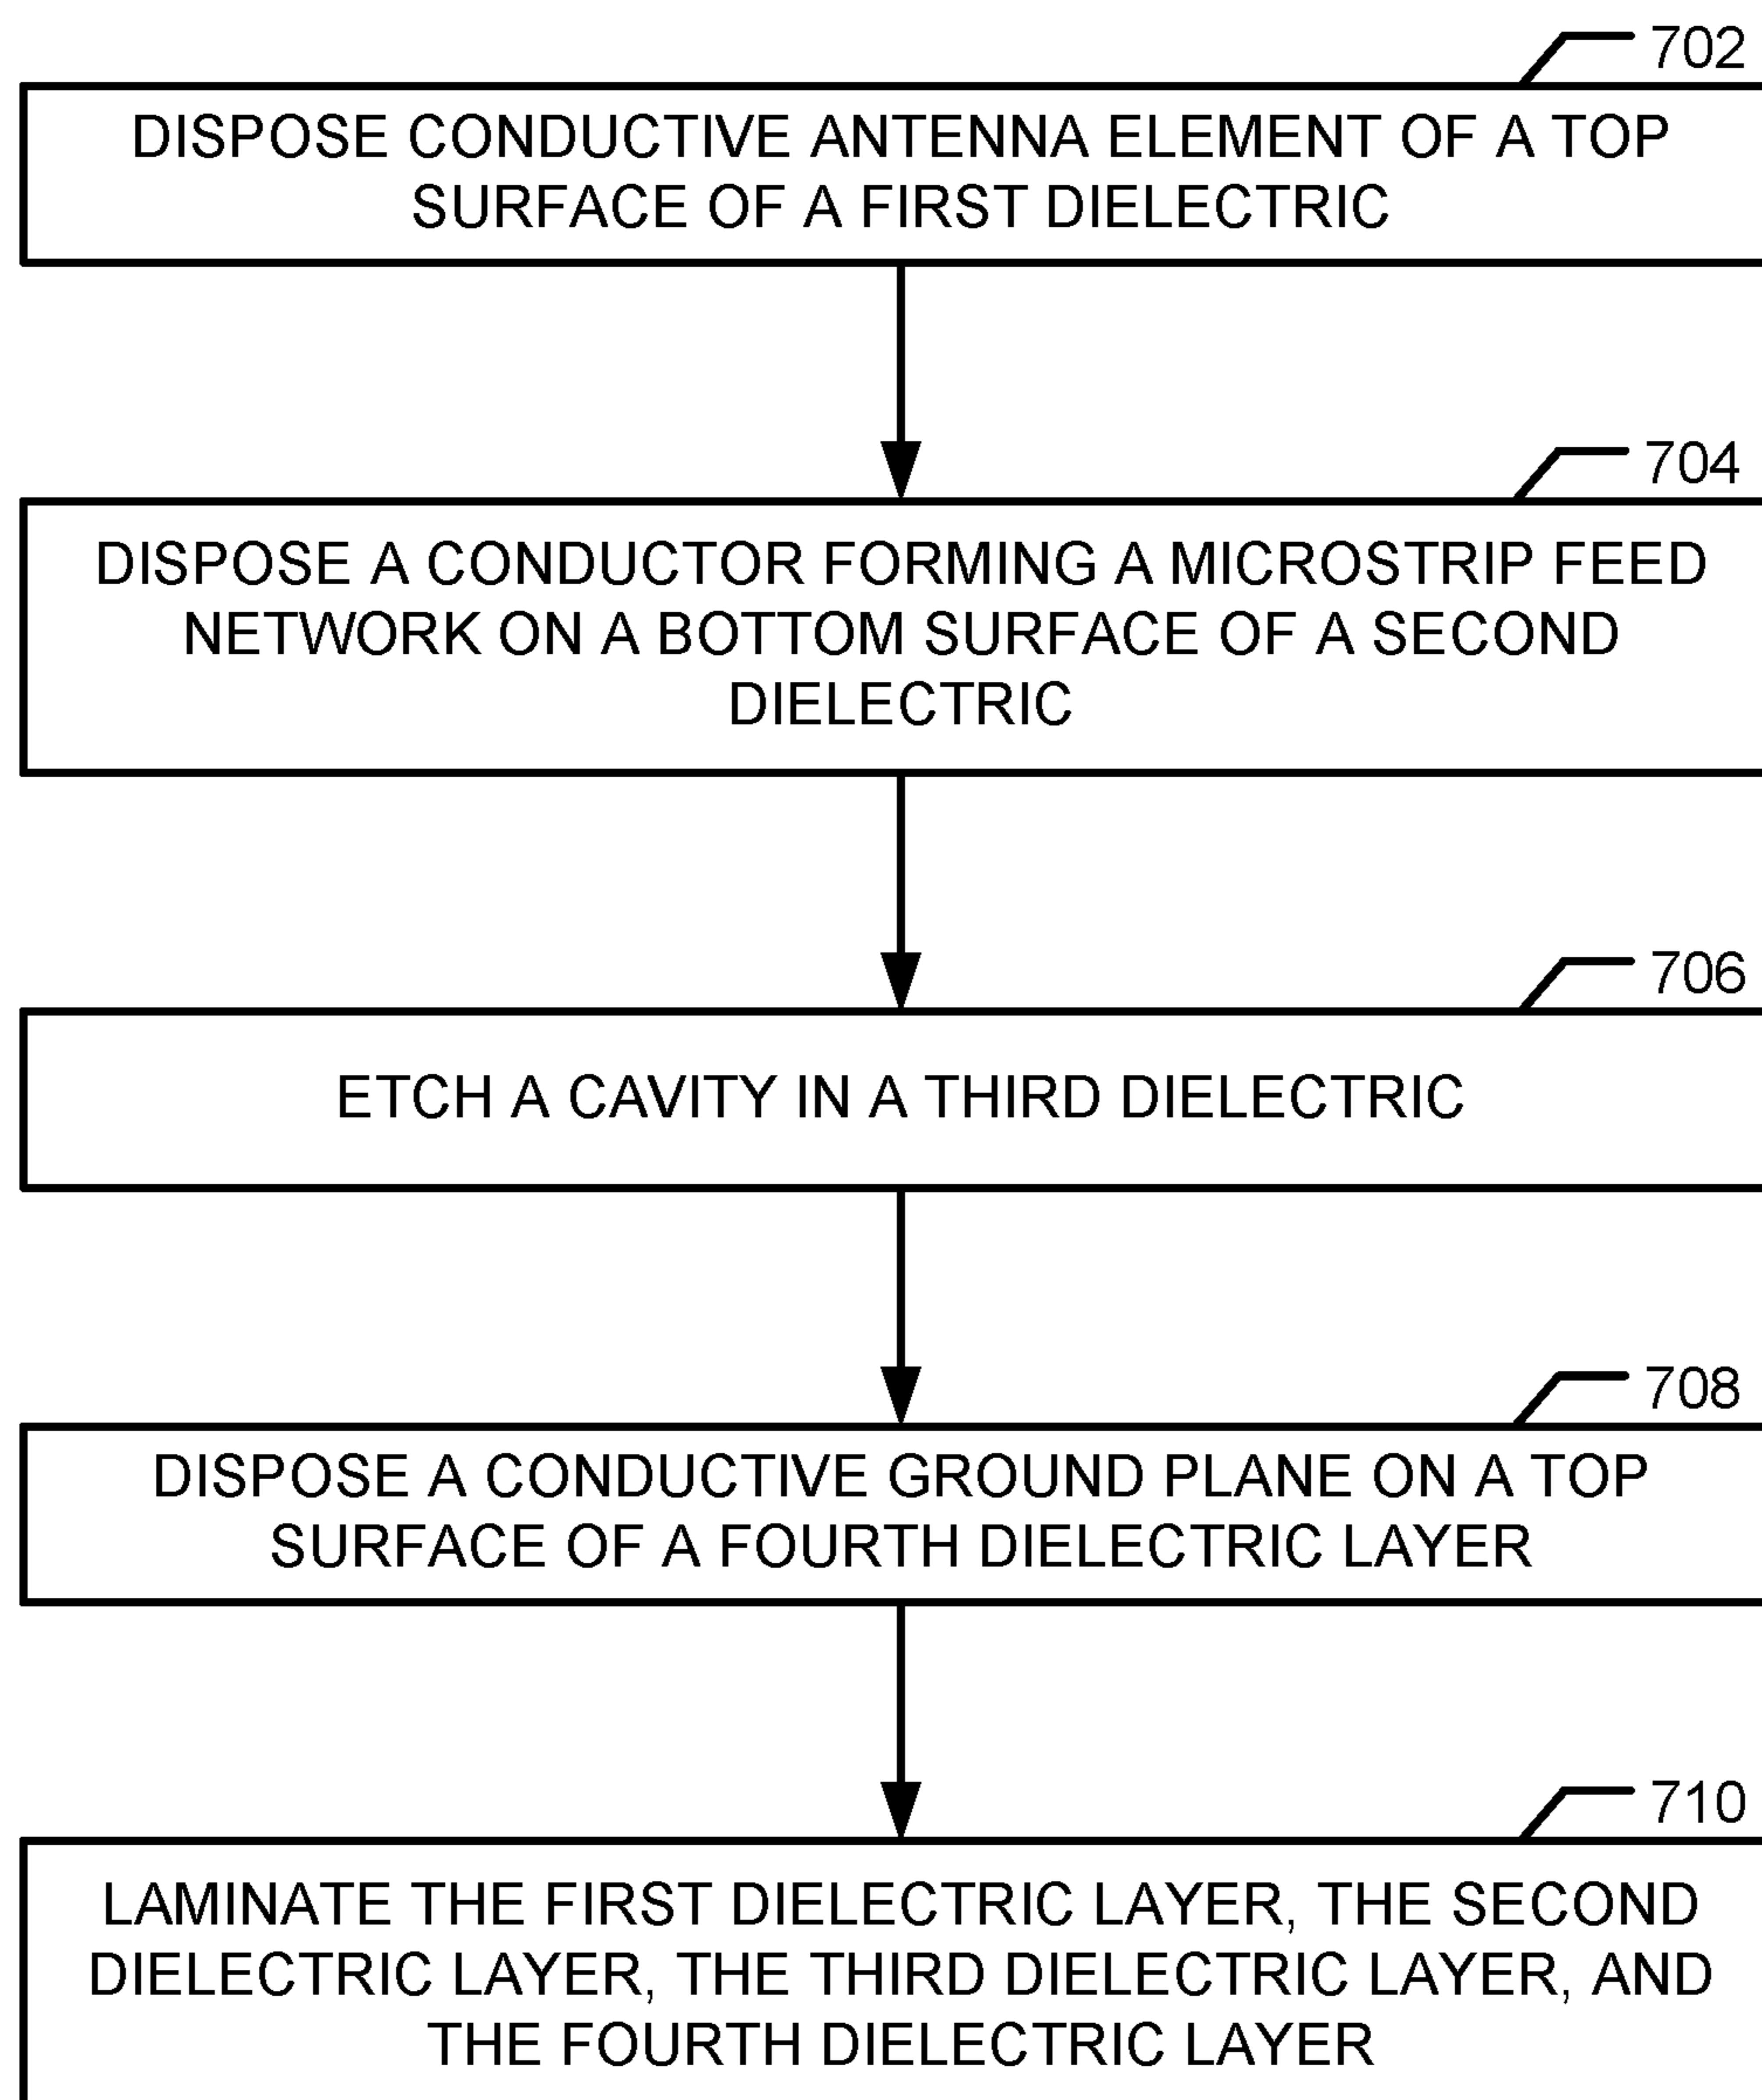 702
DISPOSE CONDUCTIVE ANTENNA ELEMENT OF A TOP
SURFACE OF A FIRST DIELECTRIC
704
DISPOSE A CONDUCTOR FORMING A MICROSTRIP FEED
NETWORK ON A BOTTOM SURFACE OF A SECOND
DIELECTRIC
706
ETCH A CAVITY IN A THIRD DIELECTRIC
708
DISPOSE A CONDUCTIVE GROUND PLANE ON A TOP
SURFACE OF A FOURTH DIELECTRIC LAYER
710
LAMINATE THE FIRST DIELECTRIC LAYER, THE SECOND
DIELECTRIC LAYER, THE THIRD DIELECTRIC LAYER, AND
THE FOURTH DIELECTRIC LAYER